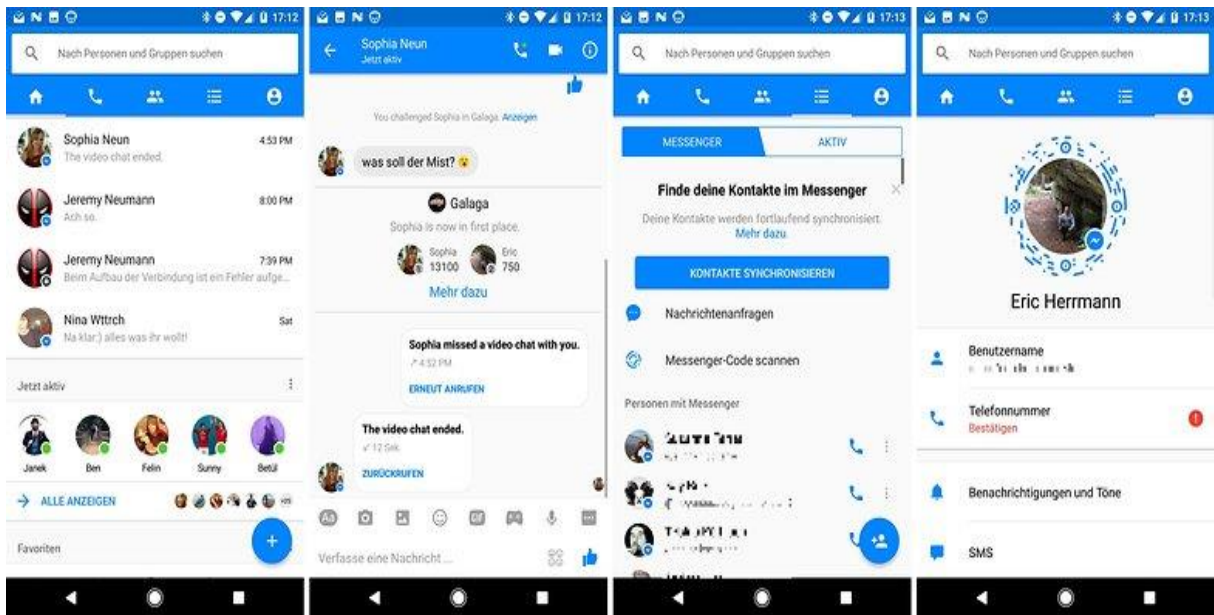 17:12
Nach Personen und Gruppen suchen
Sophia Neun
4:53 PM
The video chat ended.
Jeremy Neumann
8:00 PM
Ach so.
Jeremy Neumann
7:39 PM
Beim Aufbau der Verbindung ist ein Fehler aufge...
Nina Wttrch
Sat
Na klar:) alles was ihr wollt!
Jetzt aktiv
Janek
Ben
Felin
Sunny
Betül
ALLE ANZEIGEN
Favoriten
17:12
Sophia Neun
Jetzt aktiv
You challenged Sophia in Galaga. Anzeigen
was soll der Mist?
Galaga
Sophia is now in first place.
Sophia
13100
Eric
750
Mehr dazu
Sophia missed a video chat with you.
4:52 PM
ERNEUT ANRUFEN
The video chat ended.
12 Sek.
ZURÜCKRUFEN
Aa
GIF
Verfasse eine Nachricht ...
17:13
Nach Personen und Gruppen suchen
MESSENGER
AKTIV
Finde deine Kontakte im Messenger
Deine Kontakte werden fortlaufend synchronisiert.
Mehr dazu
KONTAKTE SYNCHRONISIEREN
Nachrichtenanfragen
Messenger-Code scannen
Personen mit Messenger
17:13
Nach Personen und Gruppen suchen
Eric Herrmann
Benutzername
Telefonnummer
Bestätigen
Benachrichtigungen und Töne
SMS